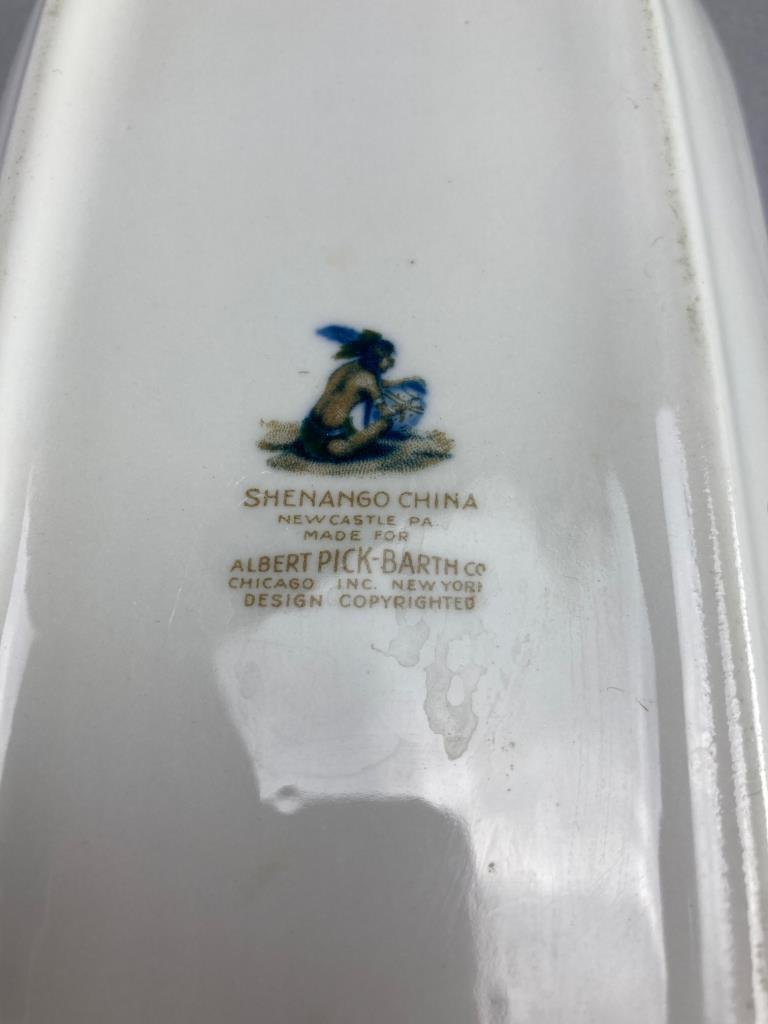 SHENANGO CHINA
NEWCASTLE PA.
MADE FOR
ALBERT PICK-BARTH CO
CHICAGO INC. NEW YORK
DESIGN COPYRIGHTED